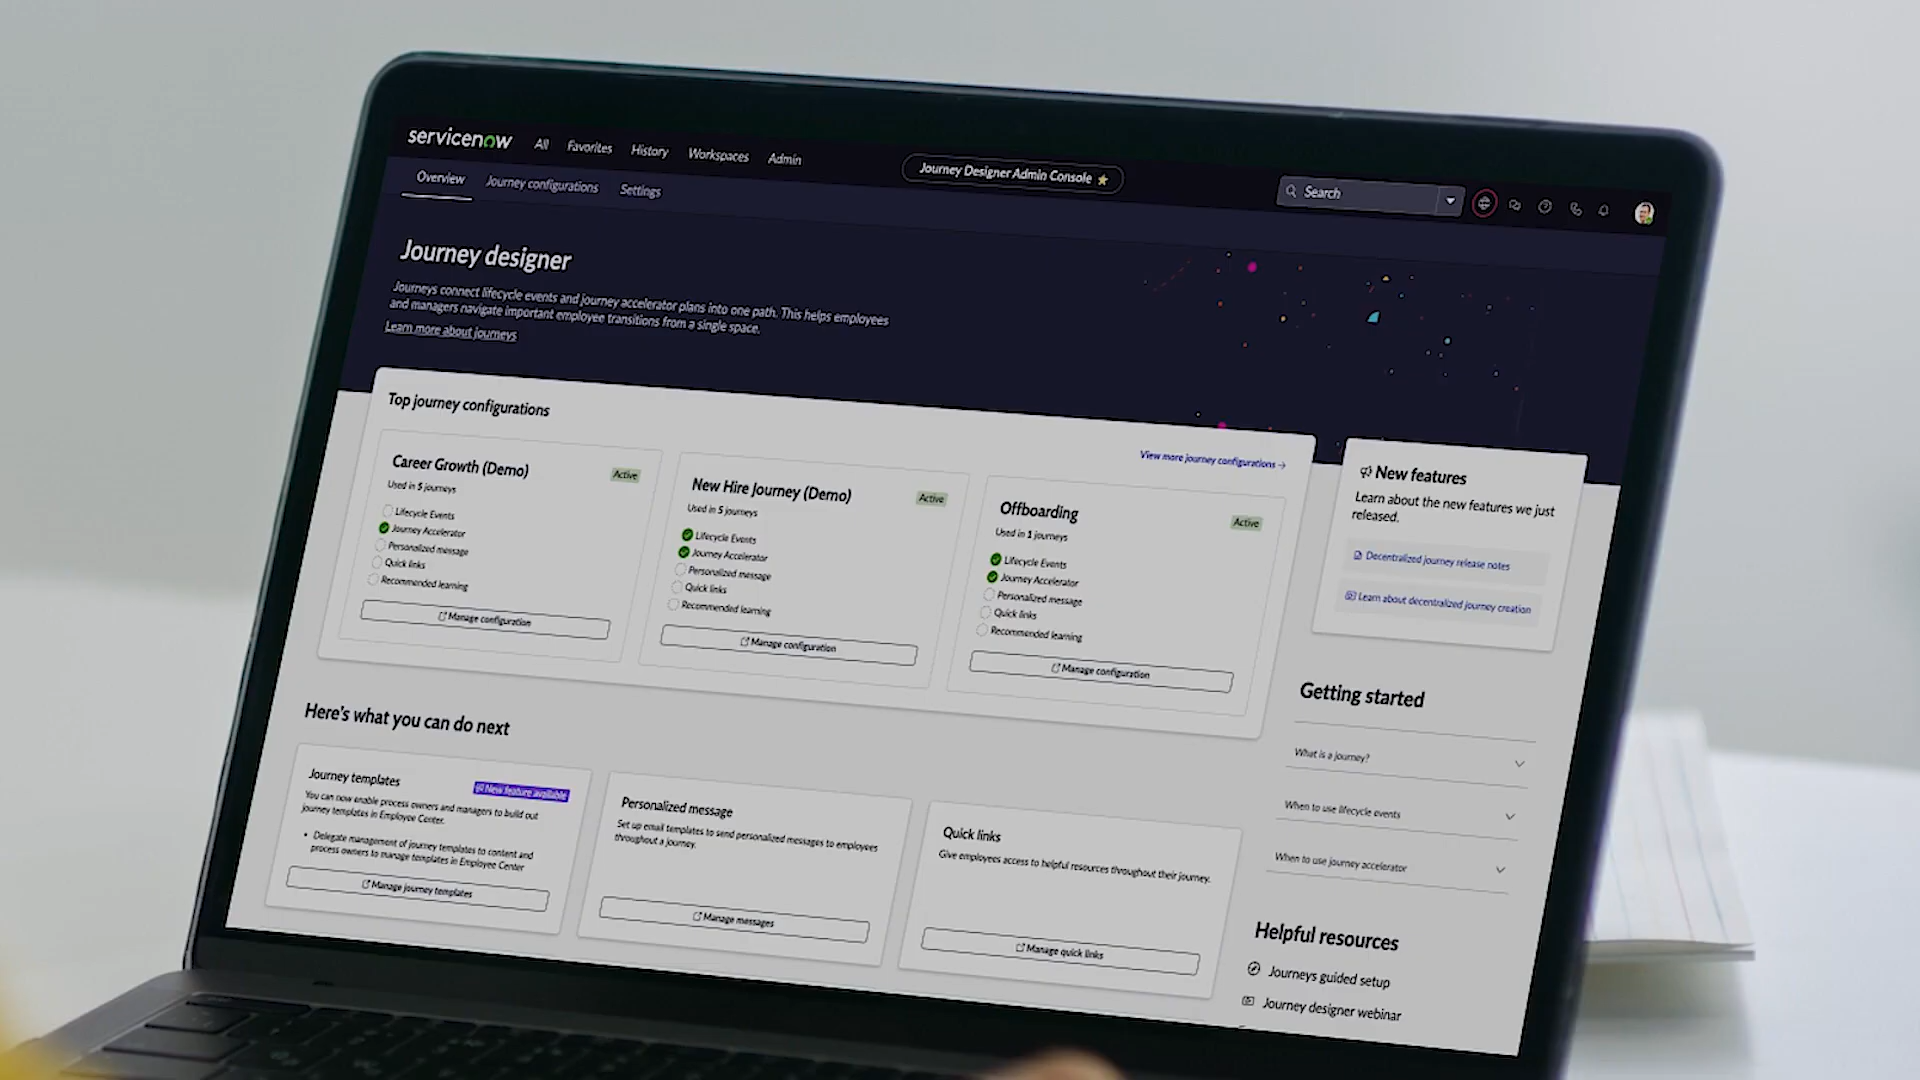 servicenow
All Favorites History Workspaces Admin
Journey Designer Admin Console
Search
Overview Journey configurations Settings
Journey designer
Journeys connect lifecycle events and journey accelerator plans into one path. This helps employees
and managers navigate important employee transitions from a single space.
Learn more about journeys
Top journey configurations
View more journey configurations →
Career Growth (Demo)
Active
Used in 5 journeys
Lifecycle Events
Journey Accelerator
Personalized message
Quick links
Recommended learning
Manage configuration
New Hire Journey (Demo)
Active
Used in 5 journeys
Lifecycle Events
Journey Accelerator
Personalized message
Quick links
Recommended learning
Manage configuration
Offboarding
Active
Used in 1 journeys
Lifecycle Events
Journey Accelerator
Personalized message
Quick links
Recommended learning
Manage configuration
New features
Learn about the new features we just
released.
Decentralized journey release notes
Learn about decentralized journey creation
Getting started
What is a journey?
When to use lifecycle events
When to use journey accelerator
Here's what you can do next
Journey templates
New feature available
You can now enable process owners and managers to build out
journey templates in Employee Center.
• Delegate management of journey templates to content and
process owners to manage templates in Employee Center
Manage journey templates
Personalized message
Set up email templates to send personalized messages to employees
throughout a journey.
Manage messages
Quick links
Give employees access to helpful resources throughout their journey.
Manage quick links
Helpful resources
Journeys guided setup
Journey designer webinar